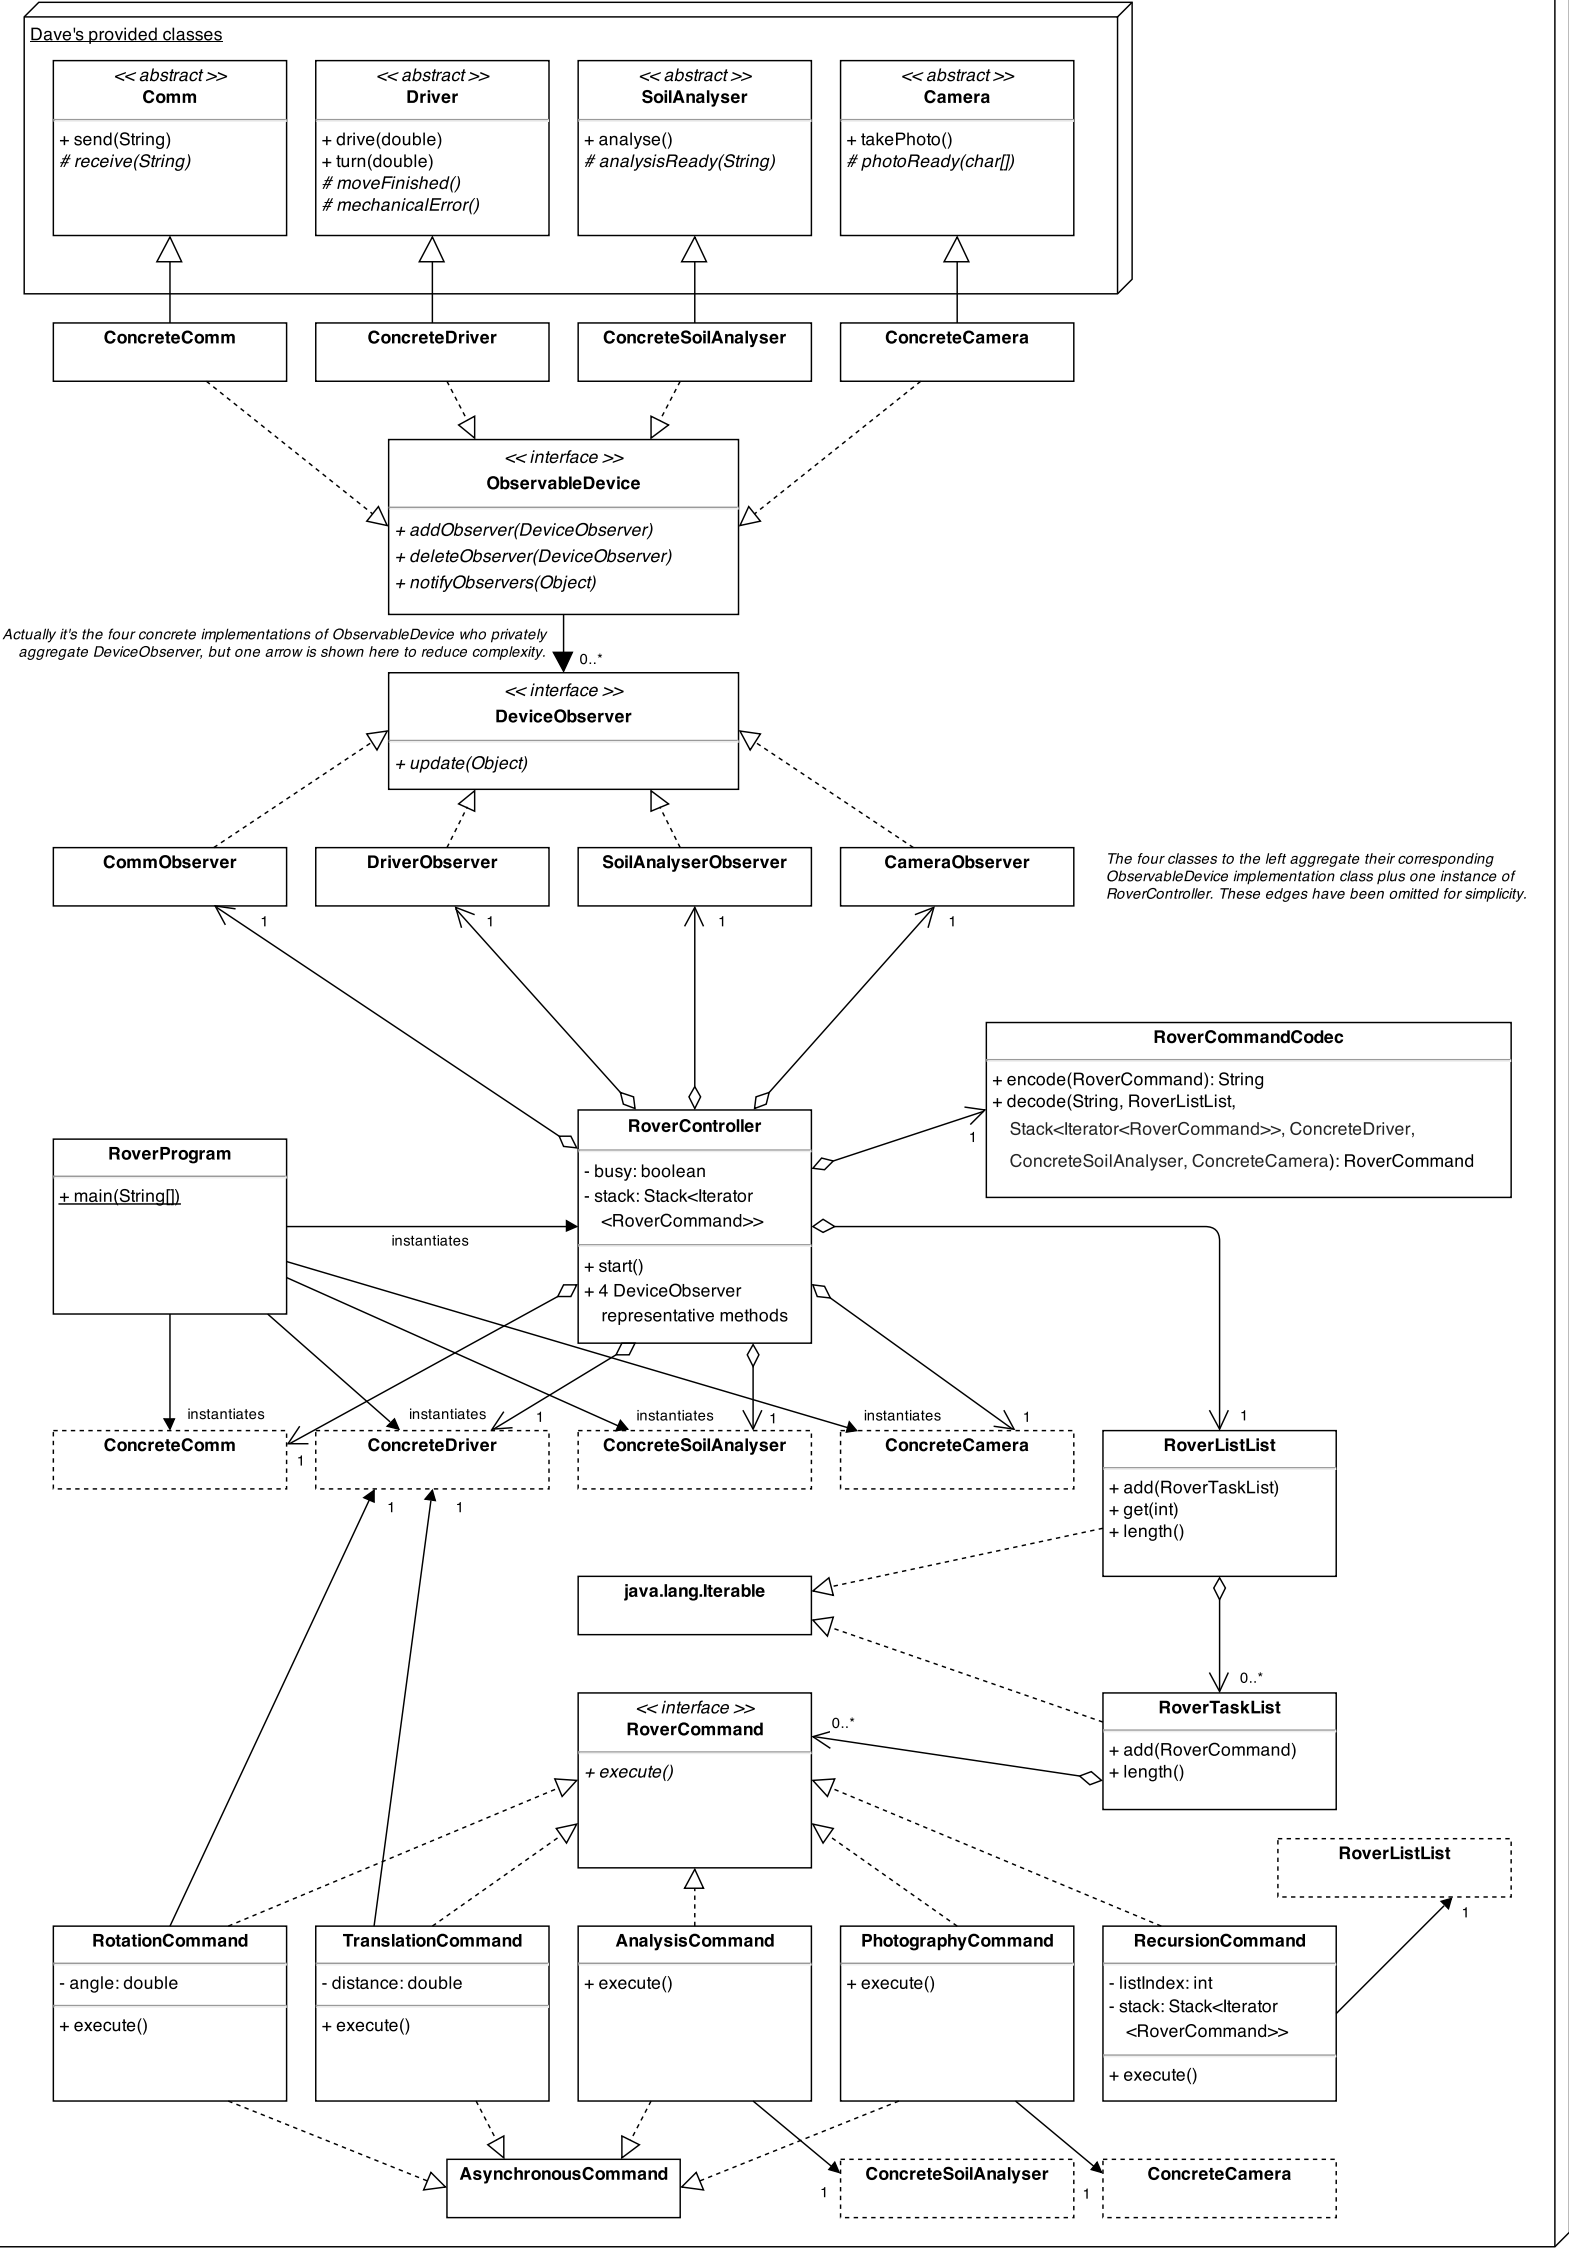 Dave's provided classes
<< abstract >>
Comm
+ send(String)
# receive(String)
<< abstract >>
Driver
+ drive(double)
+ turn(double)
# moveFinished()
# mechanicalError()
<< abstract >>
SoilAnalyser
+ analyse()
# analysisReady(String)
<< abstract >>
Camera
+ takePhoto()
# photoReady(char[])
ConcreteComm
ConcreteDriver
ConcreteSoilAnalyser
ConcreteCamera
<< interface >>
ObservableDevice
+ addObserver(DeviceObserver)
+ deleteObserver(DeviceObserver)
+ notifyObservers(Object)
Actually it's the four concrete implementations of ObservableDevice who privately
aggregate DeviceObserver, but one arrow is shown here to reduce complexity.
0..*
<< interface >>
DeviceObserver
+ update(Object)
CommObserver
DriverObserver
SoilAnalyserObserver
CameraObserver
The four classes to the left aggregate their corresponding
ObservableDevice implementation class plus one instance of
RoverController. These edges have been omitted for simplicity.
1
1
1
1
RoverCommandCodec
+ encode(RoverCommand): String
+ decode(String, RoverListList,
Stack<Iterator<RoverCommand>>, ConcreteDriver,
ConcreteSoilAnalyser, ConcreteCamera): RoverCommand
1
RoverController
- busy: boolean
- stack: Stack<Iterator
<RoverCommand>>
+ start()
+ 4 DeviceObserver
representative methods
RoverProgram
+ main(String[])
instantiates
instantiates
instantiates
instantiates
instantiates
1
1
1
1
1
ConcreteComm
ConcreteDriver
ConcreteSoilAnalyser
ConcreteCamera
RoverListList
+ add(RoverTaskList)
+ get(int)
+ length()
1
1
java.lang.Iterable
0..*
<< interface >>
RoverCommand
+ execute()
0..*
RoverTaskList
+ add(RoverCommand)
+ length()
RoverListList
1
RotationCommand
- angle: double
+ execute()
TranslationCommand
- distance: double
+ execute()
AnalysisCommand
+ execute()
PhotographyCommand
+ execute()
RecursionCommand
- listIndex: int
- stack: Stack<Iterator
<RoverCommand>>
+ execute()
AsynchronousCommand
1
ConcreteSoilAnalyser
1
ConcreteCamera